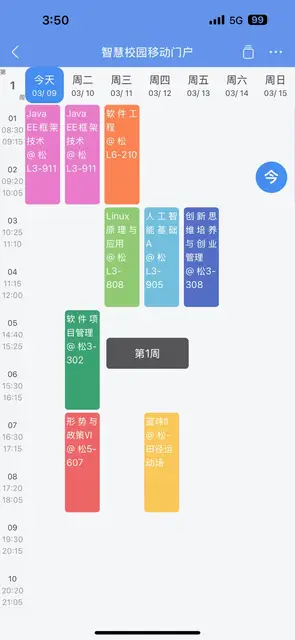 3:50
5G 99
智慧校园移动门户
第
1
周
今天 周二 周三 周四 周五 周六 周日
03/ 09 03/ 10 03/ 11 03/ 12 03/ 13 03/ 14 03/ 15
01
08:30
09:15
02
09:20
10:05
03
10:25
11:10
04
11:15
12:00
05
14:40
15:25
06
15:30
16:15
07
16:30
17:15
08
17:20
18:05
09
19:30
20:15
10
20:20
21:05
Java
EE框架
技术
@ 松
L3-911
Java
EE框架
技术
@ 松
L3-911
软件工
程
@ 松
L6-210
Linux
原理与
应用
@ 松
L3-
808
人工智
能基础
A
@ 松
L3-
905
创新思
维培养
与创业
管理
@ 松3-
308
软件项
目管理
@ 松3-
302
形势与
政策VI
@ 松5-
607
篮球II
@ 松-
田径运
动场
今
第1周